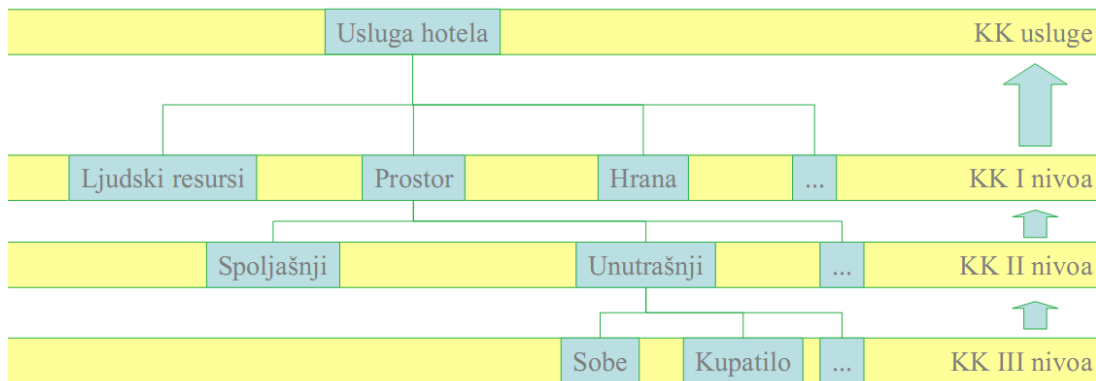 Usluga hotela KK usluge
Ljudski resursi Prostor Hrana ... KK I nivoa
Spoljašnji Unutrašnji ... KK II nivoa
Sobe Kupatilo ... KK III nivoa